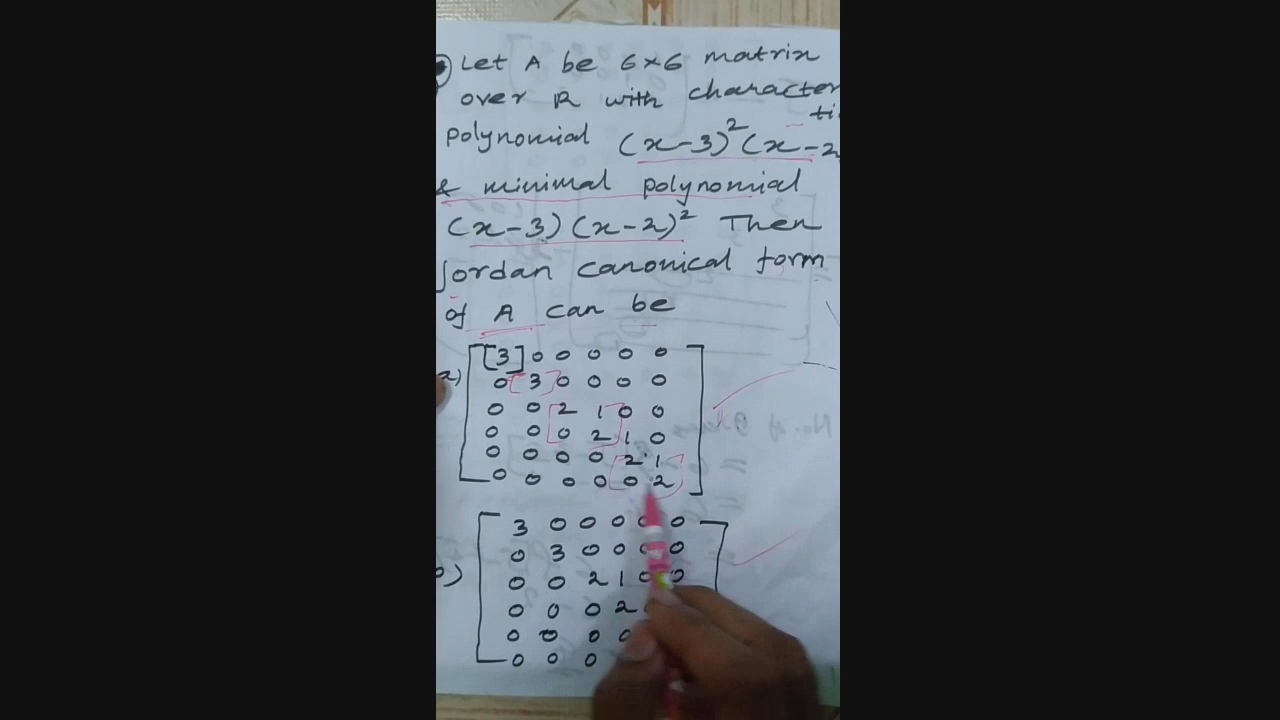 Let A be 6×6 matrix
over R with character
tic
polynomial (x-3)² (x-2
& minimal polynomial
(x-3) (x-2)² Then
Jordan canonical form
of A can be
a) [3] 0 0 0 0 0
0 [3] 0 0 0 0
0 0 2 1 0 0
0 0 0 2 1 0
0 0 0 0 2 1
0 0 0 0 0 2
b) 3 0 0 0 0 0
0 3 0 0 0 0
0 0 2 1 0 0
0 0 0 2
0 0 0 0
0 0 0